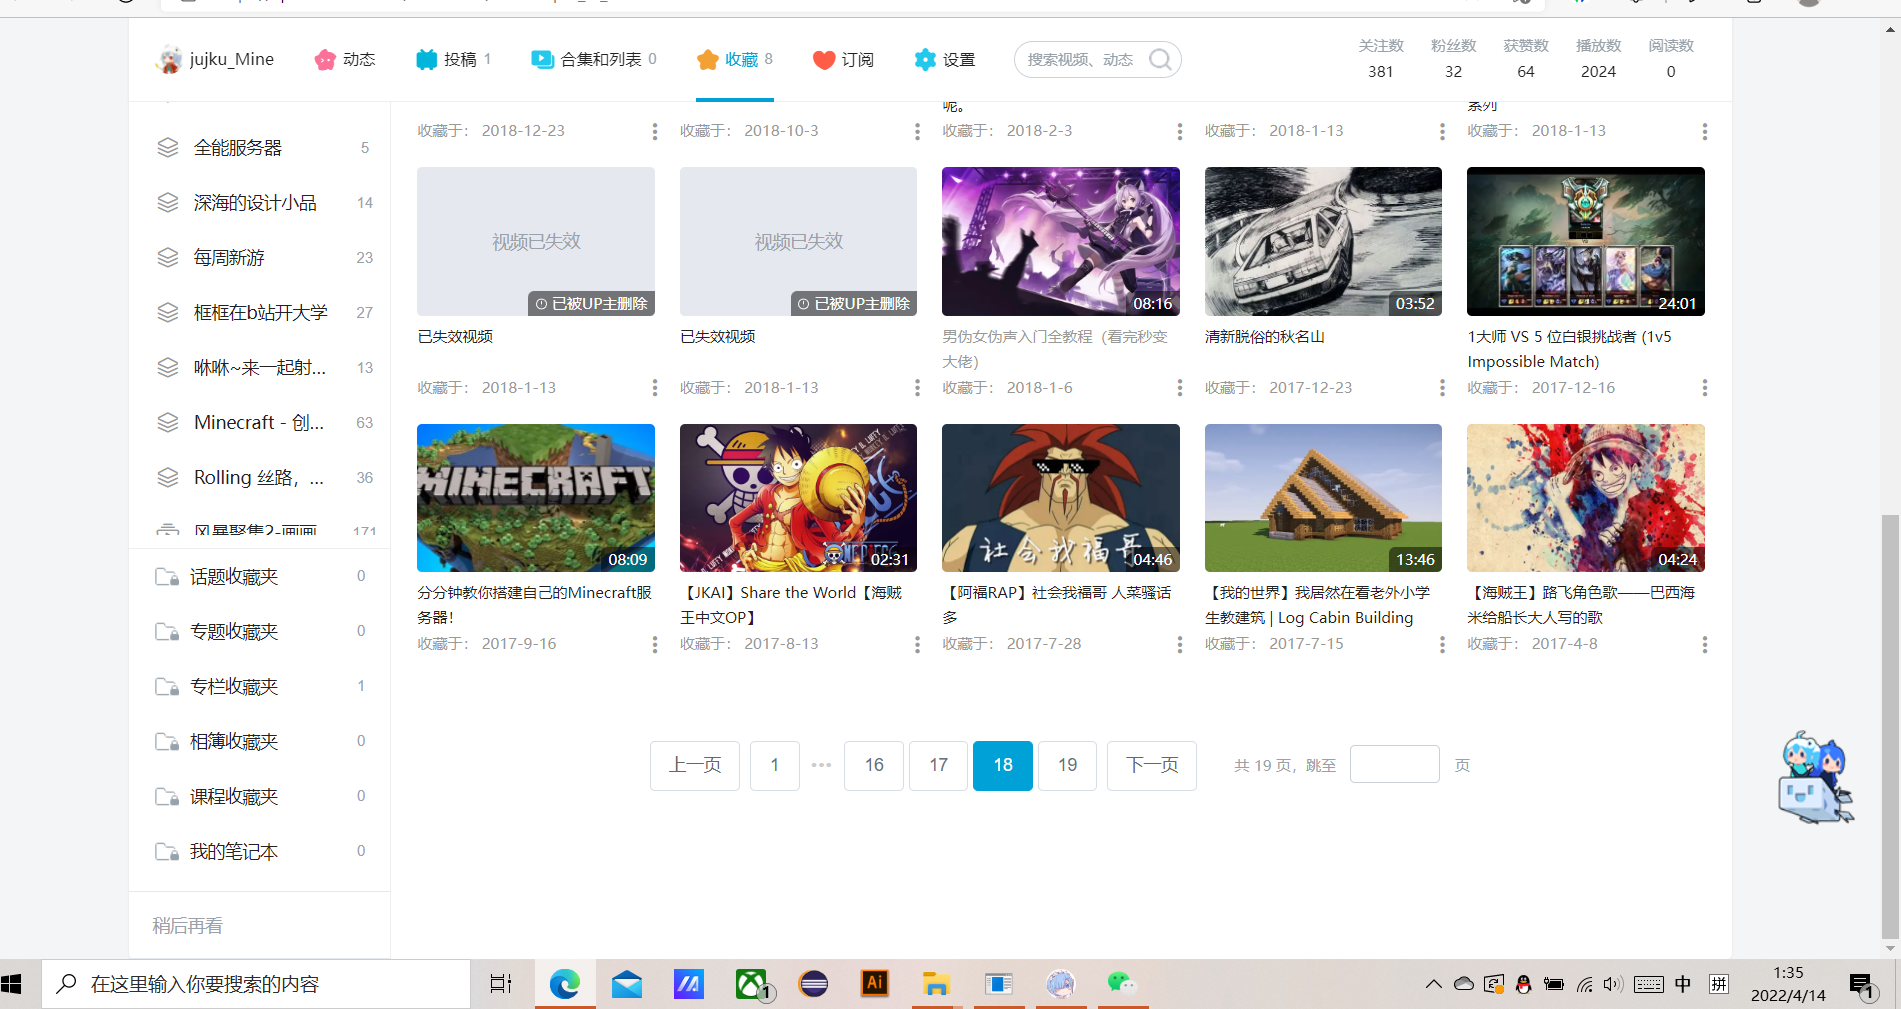 jujku_Mine
动态
投稿 1
合集和列表 0
收藏 8
订阅
设置
搜索视频、动态
关注数 粉丝数 获赞数 播放数 阅读数
381 32 64 2024 0
全能服务器 5
深海的设计小品 14
每周新游 23
框框在b站开大学 27
咻咻~来一起射... 13
Minecraft - 创... 63
Rolling 丝路，... 36
风暴聚集2-画画 171
话题收藏夹 0
专题收藏夹 0
专栏收藏夹 1
相簿收藏夹 0
课程收藏夹 0
我的笔记本 0
稍后再看
呢。
系列
收藏于： 2018-12-23
收藏于： 2018-10-3
收藏于： 2018-2-3
收藏于： 2018-1-13
收藏于： 2018-1-13
视频已失效
已被UP主删除
已失效视频
收藏于： 2018-1-13
视频已失效
已被UP主删除
已失效视频
收藏于： 2018-1-13
08:16
男伪女伪声入门全教程（看完秒变
大佬）
收藏于： 2018-1-6
03:52
清新脱俗的秋名山
收藏于： 2017-12-23
24:01
1大师 VS 5 位白银挑战者 (1v5
Impossible Match)
收藏于： 2017-12-16
MINECRAFT
08:09
分分钟教你搭建自己的Minecraft服
务器！
收藏于： 2017-9-16
02:31
【JKAI】Share the World【海贼
王中文OP】
收藏于： 2017-8-13
社会我福哥
04:46
【阿福RAP】社会我福哥 人菜骚话
多
收藏于： 2017-7-28
13:46
【我的世界】我居然在看老外小学
生教建筑 | Log Cabin Building
收藏于： 2017-7-15
04:24
【海贼王】路飞角色歌——巴西海
米给船长大人写的歌
收藏于： 2017-4-8
上一页 1 ••• 16 17 18 19 下一页 共 19 页，跳至 页
在这里输入你要搜索的内容
Ai
1
中
拼
1:35
2022/4/14
1